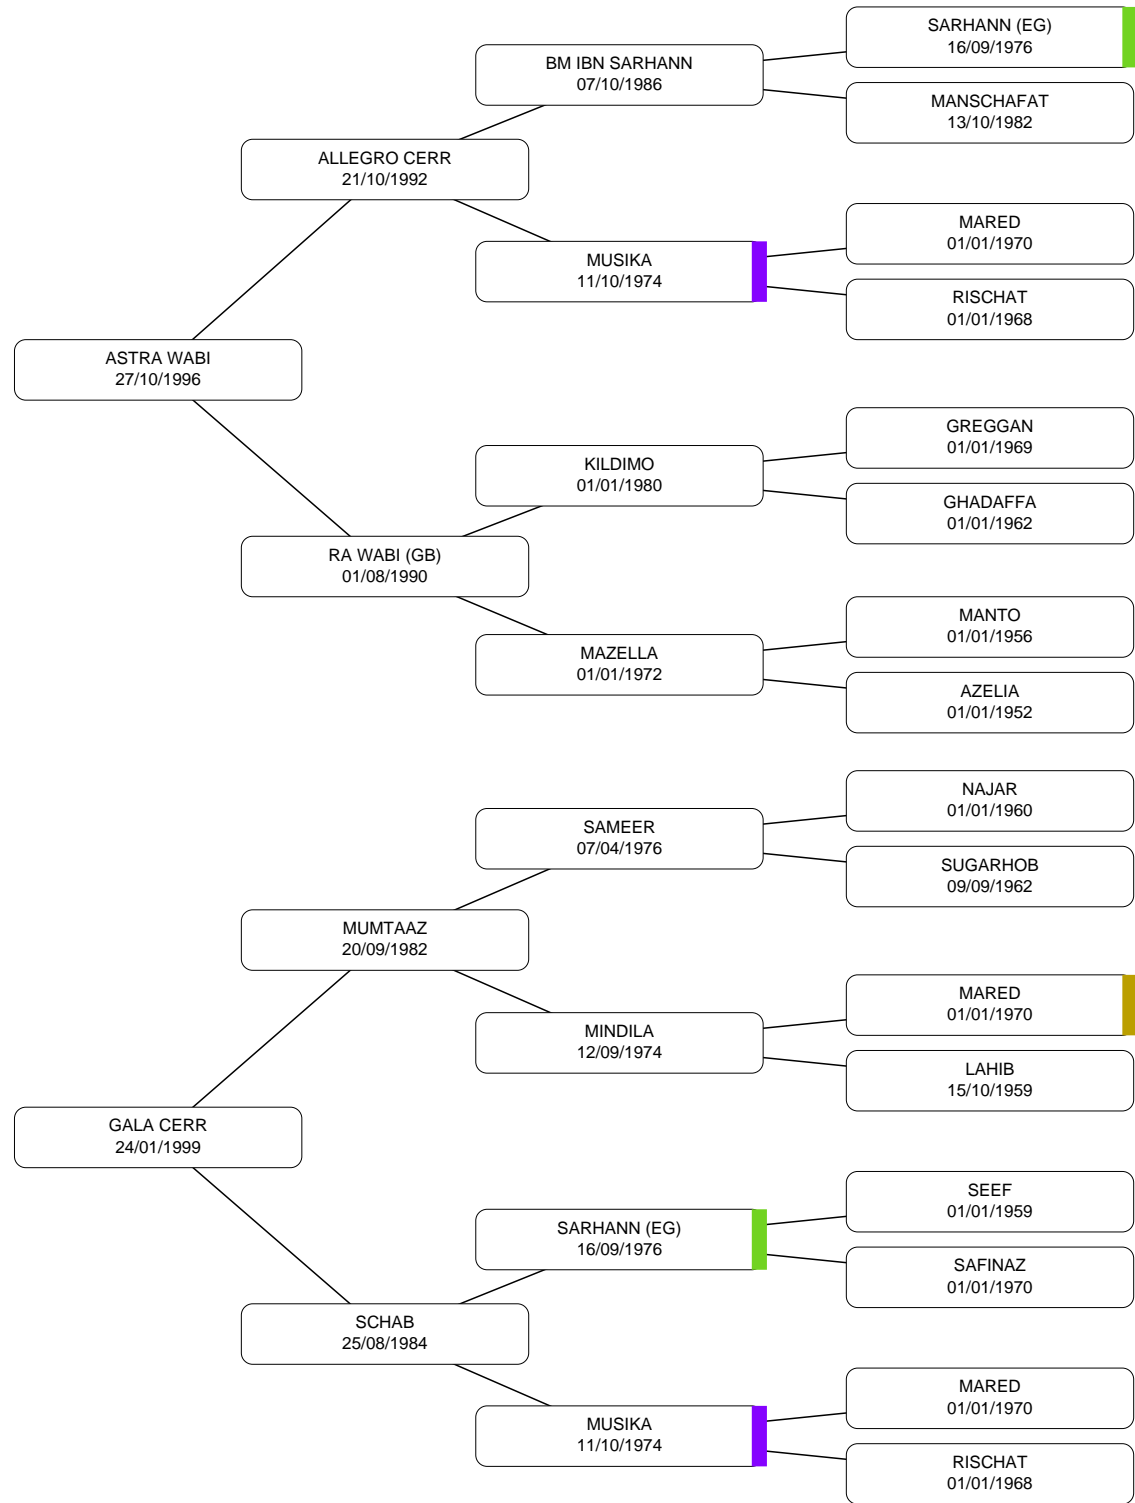 SARHANN (EG)
16/09/1976
BM IBN SARHANN
07/10/1986
MANSCHAFAT
13/10/1982
ALLEGRO CERR
21/10/1992
MARED
01/01/1970
MUSIKA
11/10/1974
RISCHAT
01/01/1968
ASTRA WABI
27/10/1996
GREGGAN
01/01/1969
KILDIMO
01/01/1980
GHADAFFA
01/01/1962
RA WABI (GB)
01/08/1990
MANTO
01/01/1956
MAZELLA
01/01/1972
AZELIA
01/01/1952
NAJAR
01/01/1960
SAMEER
07/04/1976
SUGARHOB
09/09/1962
MUMTAAZ
20/09/1982
MARED
01/01/1970
MINDILA
12/09/1974
LAHIB
15/10/1959
GALA CERR
24/01/1999
SEEF
01/01/1959
SARHANN (EG)
16/09/1976
SAFINAZ
01/01/1970
SCHAB
25/08/1984
MARED
01/01/1970
MUSIKA
11/10/1974
RISCHAT
01/01/1968